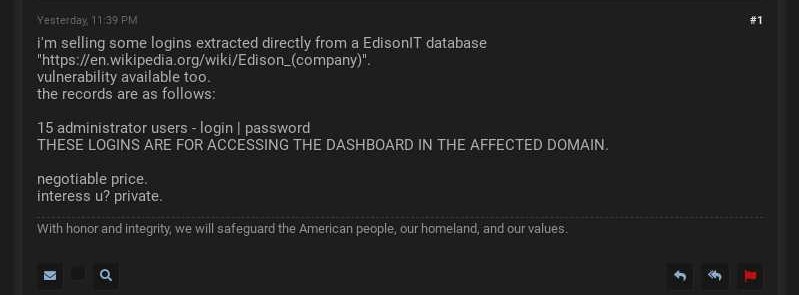 Yesterday, 11:39 PM
#1
i'm selling some logins extracted directly from a EdisonIT database
"https://en.wikipedia.org/wiki/Edison_(company)".
vulnerability available too.
the records are as follows:
15 administrator users - login | password
THESE LOGINS ARE FOR ACCESSING THE DASHBOARD IN THE AFFECTED DOMAIN.
negotiable price.
interess u? private.
With honor and integrity, we will safeguard the American people, our homeland, and our values.